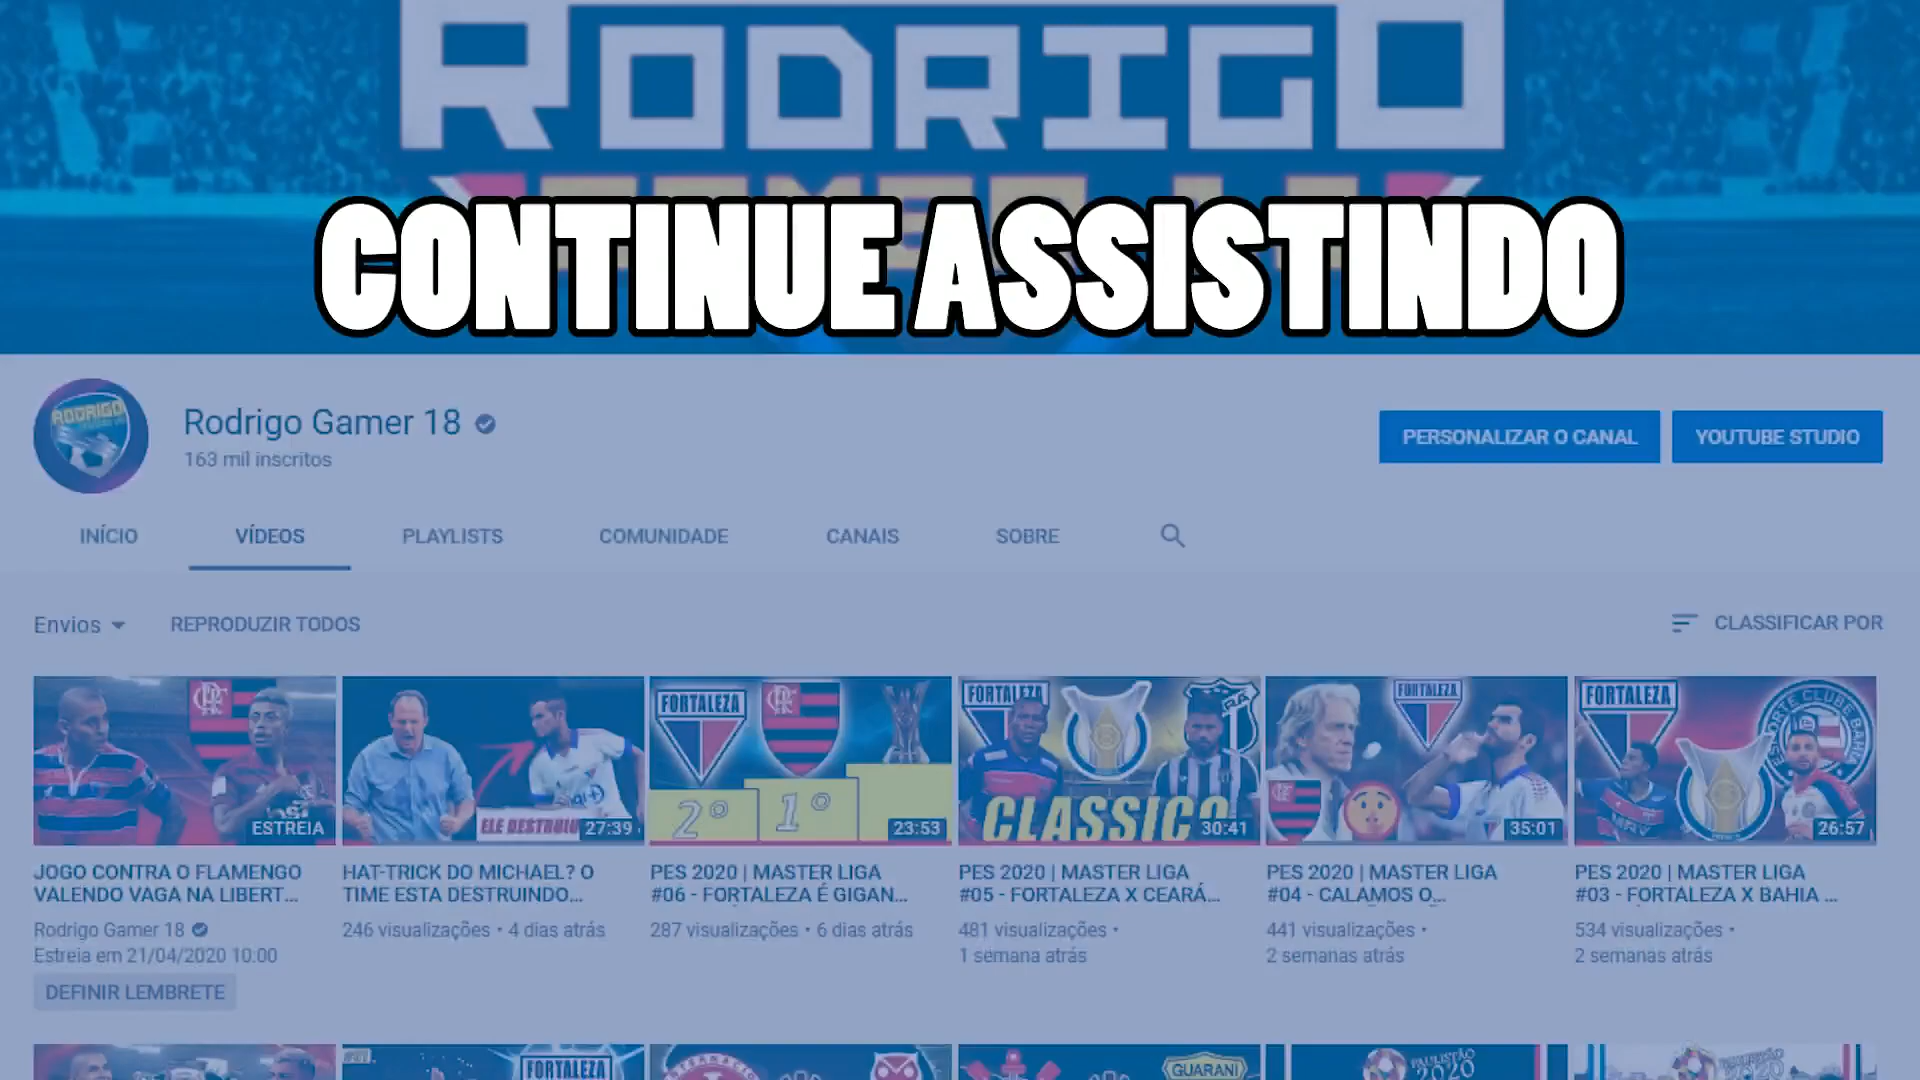 RODRIGO
CONTINUE ASSISTINDO
RODRIGO
Rodrigo Gamer 18
163 mil inscritos
PERSONALIZAR O CANAL
YOUTUBE STUDIO
INÍCIO
VÍDEOS
PLAYLISTS
COMUNIDADE
CANAIS
SOBRE
Envios
REPRODUZIR TODOS
CLASSIFICAR POR
ESTREIA
ELE DESTRUIU
27:39
FORTALEZA
2º
1º
23:53
FORTALEZA
CLASSICO
30:41
FORTALEZA
35:01
FORTALEZA
ESPORTE CLUBE BAHIA
26:57
JOGO CONTRA O FLAMENGO
VALENDO VAGA NA LIBERT...
Rodrigo Gamer 18
Estreia em 21/04/2020 10:00
DEFINIR LEMBRETE
HAT-TRICK DO MICHAEL? O
TIME ESTA DESTRUINDO...
246 visualizações • 4 dias atrás
PES 2020 | MASTER LIGA
#06 - FORTALEZA É GIGAN...
287 visualizações • 6 dias atrás
PES 2020 | MASTER LIGA
#05 - FORTALEZA X CEARÁ...
481 visualizações •
1 semana atrás
PES 2020 | MASTER LIGA
#04 - CALAMOS O...
441 visualizações •
2 semanas atrás
PES 2020 | MASTER LIGA
#03 - FORTALEZA X BAHIA ...
534 visualizações •
2 semanas atrás
FORTALEZA
GUARANI
PAULISTÃO
2020